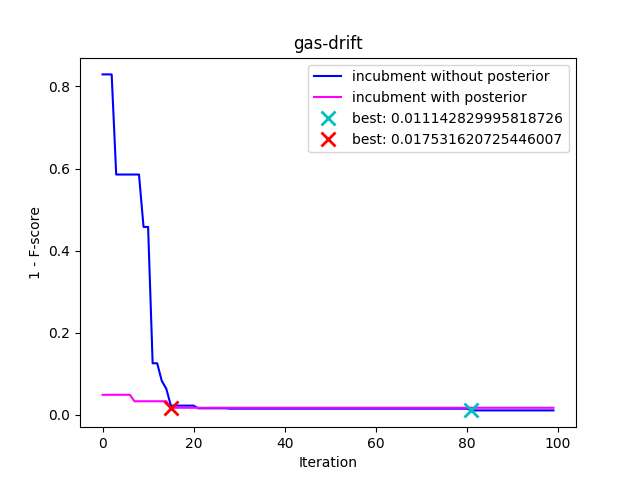 gas-drift
incubment without posterior
incubment with posterior
best: 0.011142829995818726
best: 0.017531620725446007
1 - F-score
0.8
0.6
0.4
0.2
0.0
0 20 40 60 80 100
Iteration